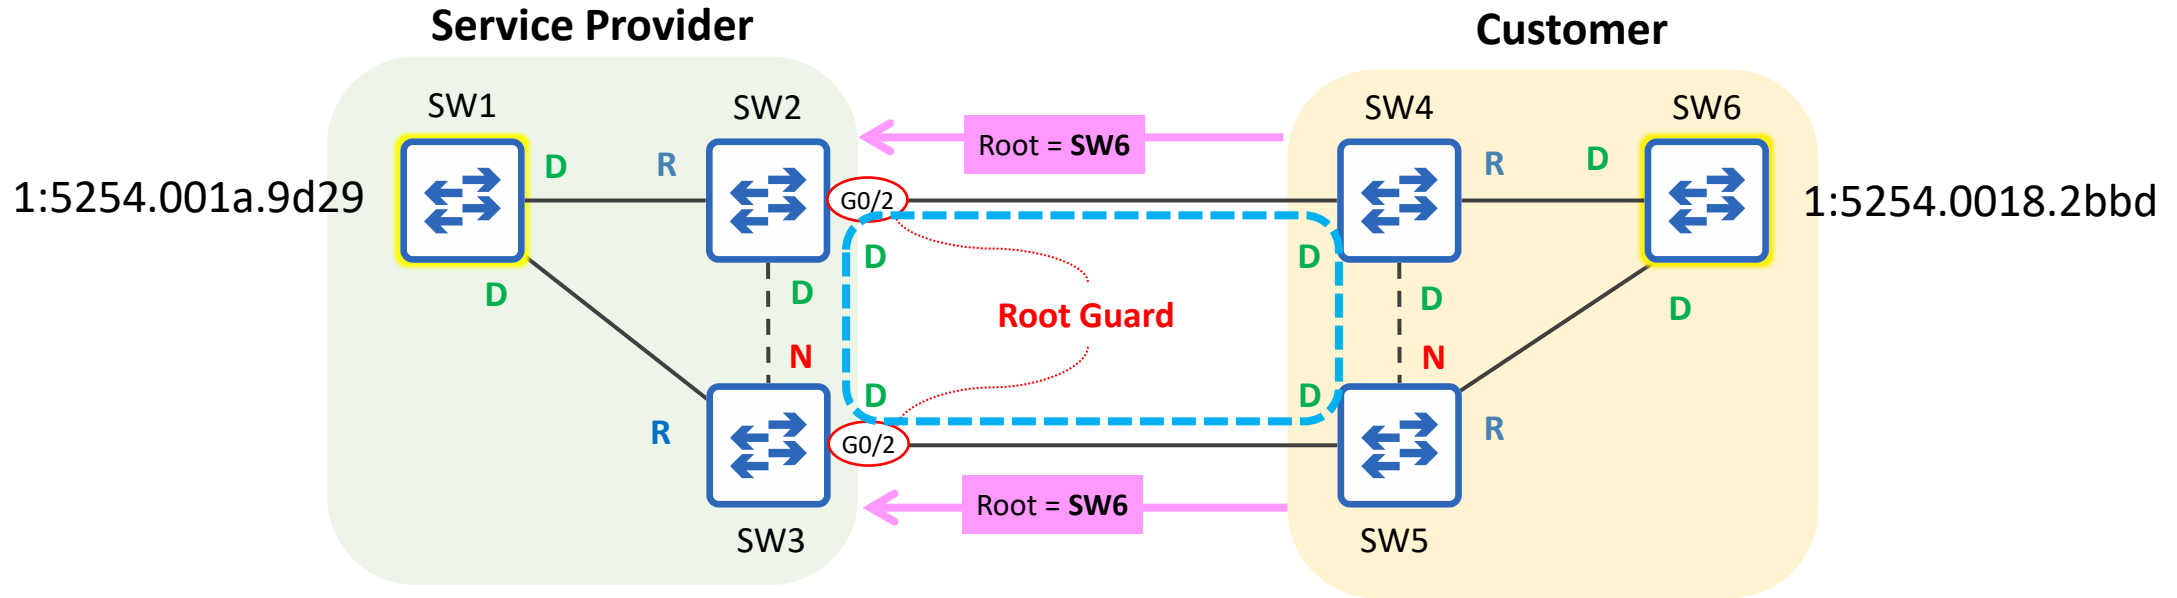 Service Provider
Customer
SW1
SW2
SW4
SW6
Root = SW6
D
R
R
D
1:5254.001a.9d29
G0/2
1:5254.0018.2bbd
D
D
D
D
D
D
Root Guard
N
N
D
D
R
R
G0/2
Root = SW6
SW3
SW5